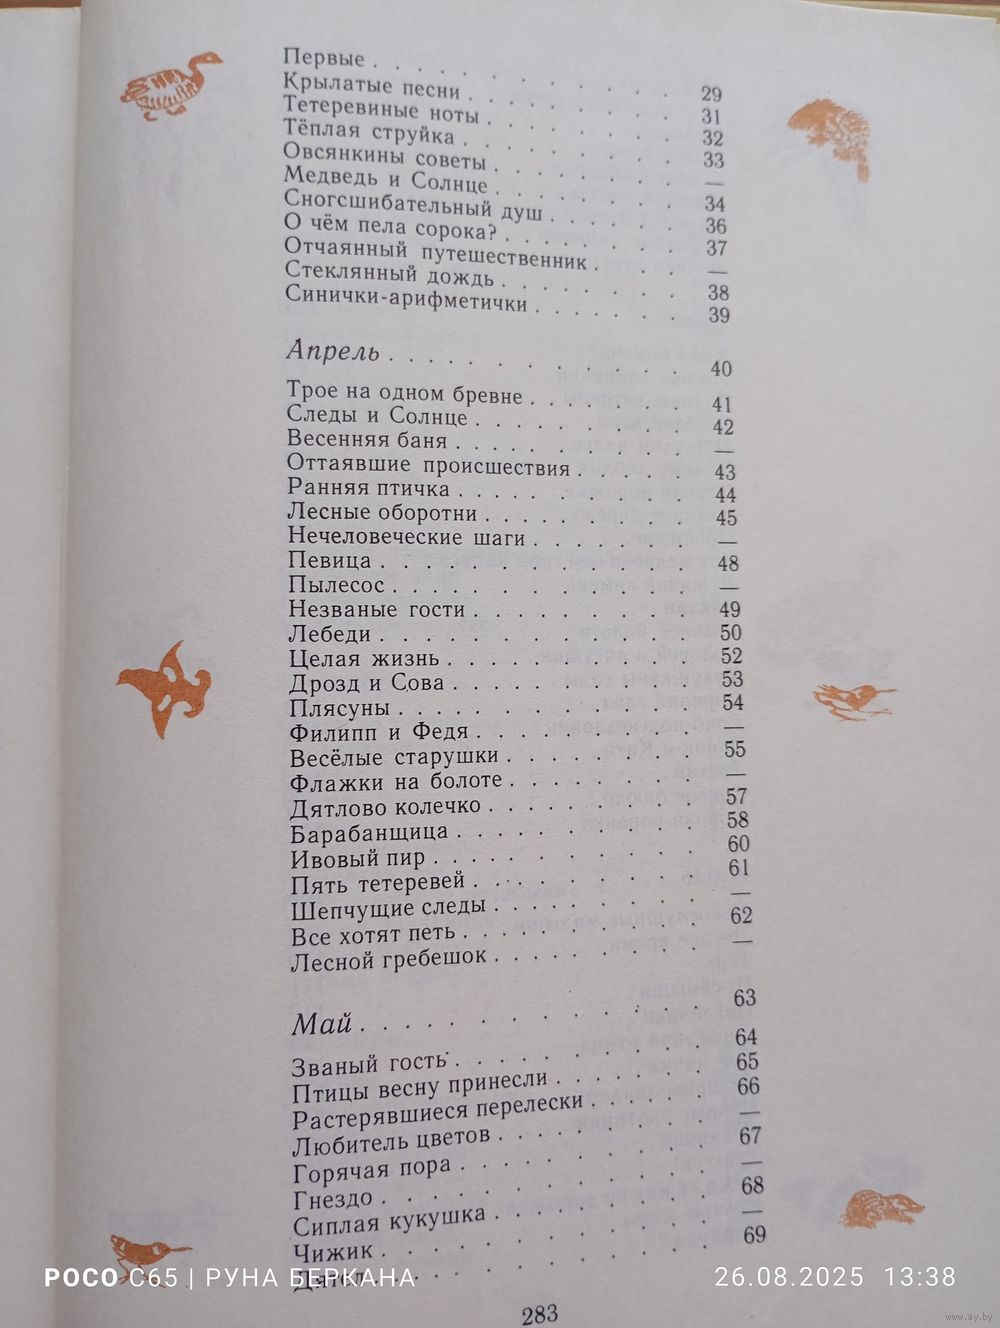 Первые . . . . . . . . . 29
Крылатые песни . . . . . . . . 31
Тетеревиные ноты . . . . . . . 32
Тёплая струйка . . . . . . . . 33
Овсянкины советы . . . . . . . —
Медведь и Солнце . . . . . . . 34
Сногсшибательный душ . . . . . . 36
О чём пела сорока? . . . . . . . 37
Отчаянный путешественник . . . . —
Стеклянный дождь . . . . . . . 38
Синички-арифметички . . . . . . 39
Апрель . . . . . . . . . . . 40
Трое на одном бревне . . . . . . 41
Следы и Солнце . . . . . . . . 42
Весенняя баня . . . . . . . . —
Оттаявшие происшествия . . . . . 43
Ранняя птичка . . . . . . . . 44
Лесные оборотни . . . . . . . . 45
Нечеловеческие шаги . . . . . . —
Певица . . . . . . . . . . . 48
Пылесос . . . . . . . . . . . —
Незваные гости . . . . . . . . 49
Лебеди . . . . . . . . . . . 50
Целая жизнь . . . . . . . . . 52
Дрозд и Сова . . . . . . . . . 53
Плясуны . . . . . . . . . . . 54
Филипп и Федя . . . . . . . . —
Весёлые старушки . . . . . . . 55
Флажки на болоте . . . . . . . —
Дятлово колечко . . . . . . . . 57
Барабанщица . . . . . . . . . 58
Ивовый пир . . . . . . . . . 60
Пять тетеревей . . . . . . . . 61
Шепчущие следы . . . . . . . . —
Все хотят петь . . . . . . . . 62
Лесной гребешок . . . . . . . . —
Май . . . . . . . . . . . . 63
Званый гость . . . . . . . . . 64
Птицы весну принесли . . . . . . 65
Растерявшиеся перелески . . . . . 66
Любитель цветов . . . . . . . . —
Горячая пора . . . . . . . . . 67
Гнездо . . . . . . . . . . . —
Сиплая кукушка . . . . . . . . 68
Чижик . . . . . . . . . . . —
Дятел . . . . . . . . . . . 69
POCO C65 | РУНА БЕРКАНА 26.08.2025 13:38
283
www.ay.by